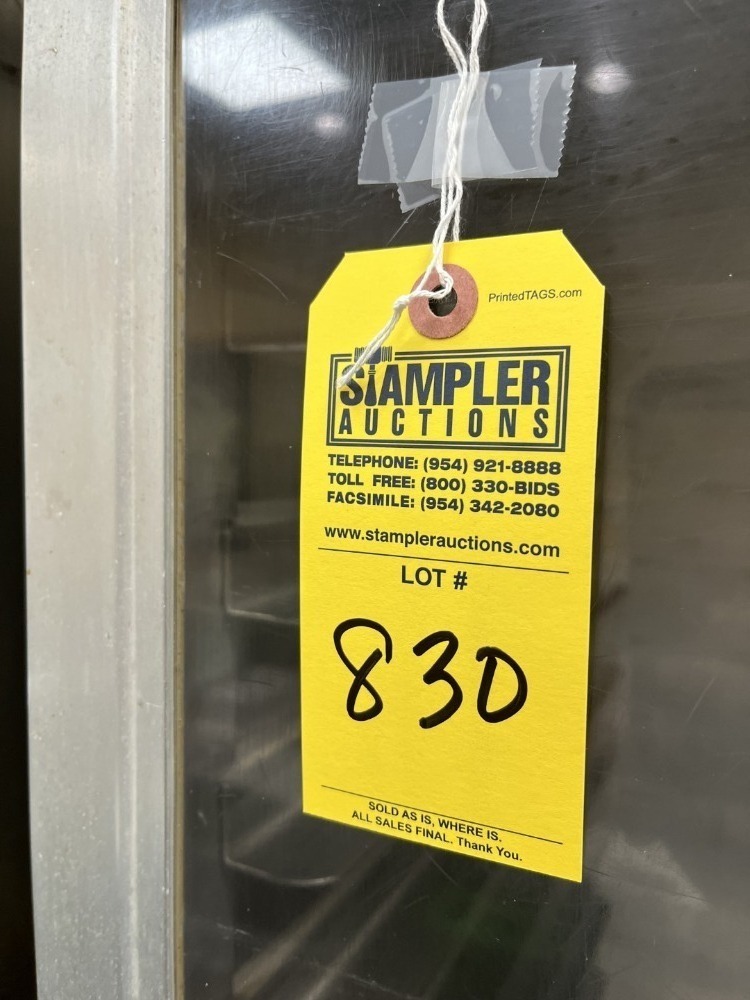 PrintedTAGS.com
STAMPLER
AUCTIONS
TELEPHONE: (954) 921-8888
TOLL FREE: (800) 330-BIDS
FACSIMILE: (954) 342-2080
www.stamplerauctions.com
LOT #
830
SOLD AS IS, WHERE IS.
ALL SALES FINAL. Thank You.